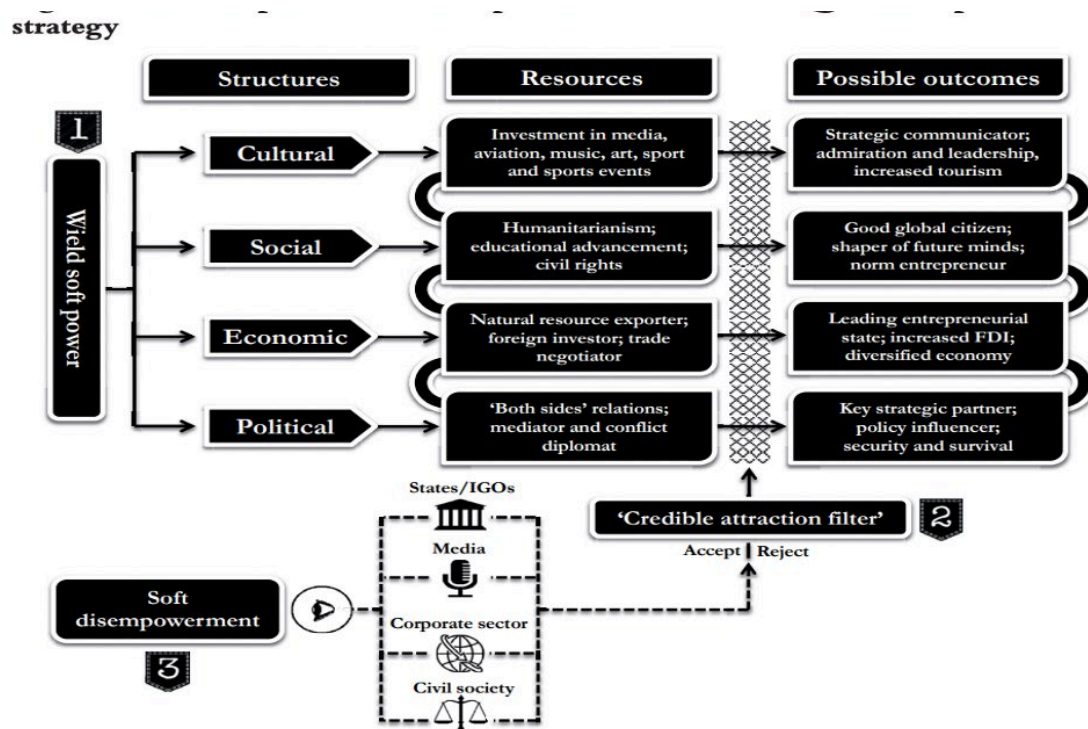 strategy
Structures
Resources
Possible outcomes
1
Wield soft power
Cultural
Investment in media,
aviation, music, art, sport
and sports events
Strategic communicator;
admiration and leadership,
increased tourism
Social
Humanitarianism;
educational advancement;
civil rights
Good global citizen;
shaper of future minds;
norm entrepreneur
Economic
Natural resource exporter;
foreign investor; trade
negotiator
Leading entrepreneurial
state; increased FDI;
diversified economy
Political
‘Both sides’ relations;
mediator and conflict
diplomat
Key strategic partner;
policy influencer;
security and survival
States/IGOs
‘Credible attraction filter’
2
Accept Reject
Media
Soft
disempowerment
3
Corporate sector
Civil society